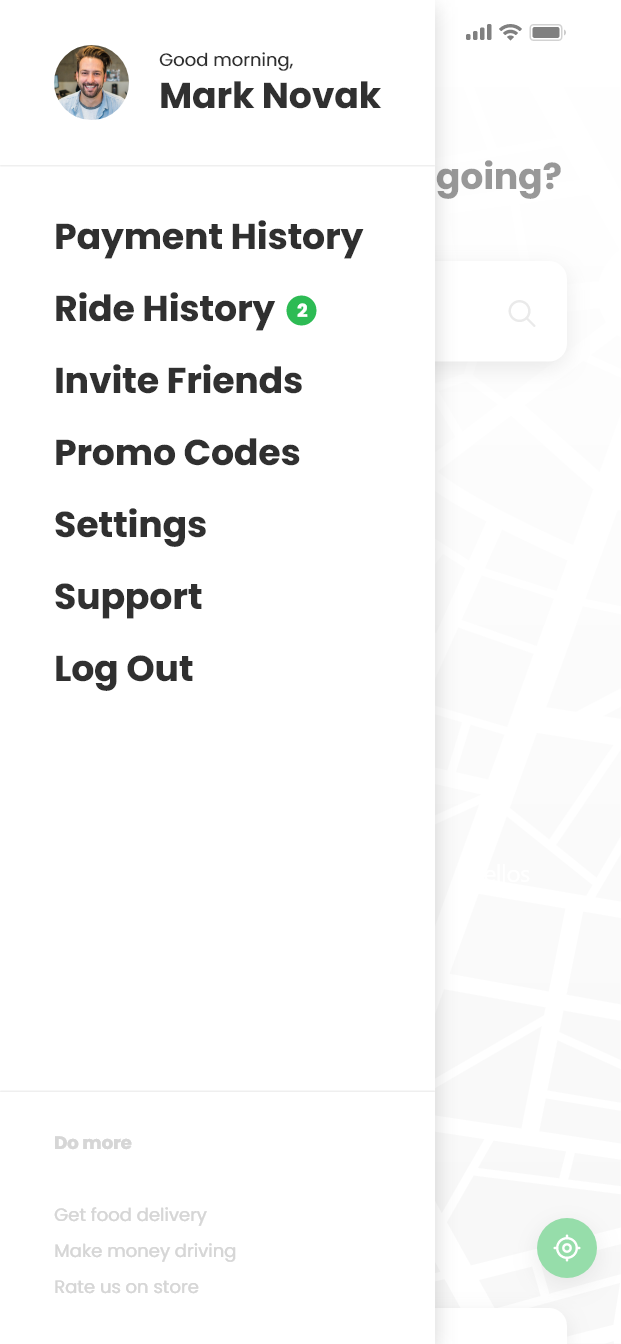 Good morning,
Mark Novak
going?
Payment History
Ride History 2
Invite Friends
Promo Codes
Settings
Support
Log Out
Do more
Get food delivery
Make money driving
Rate us on store